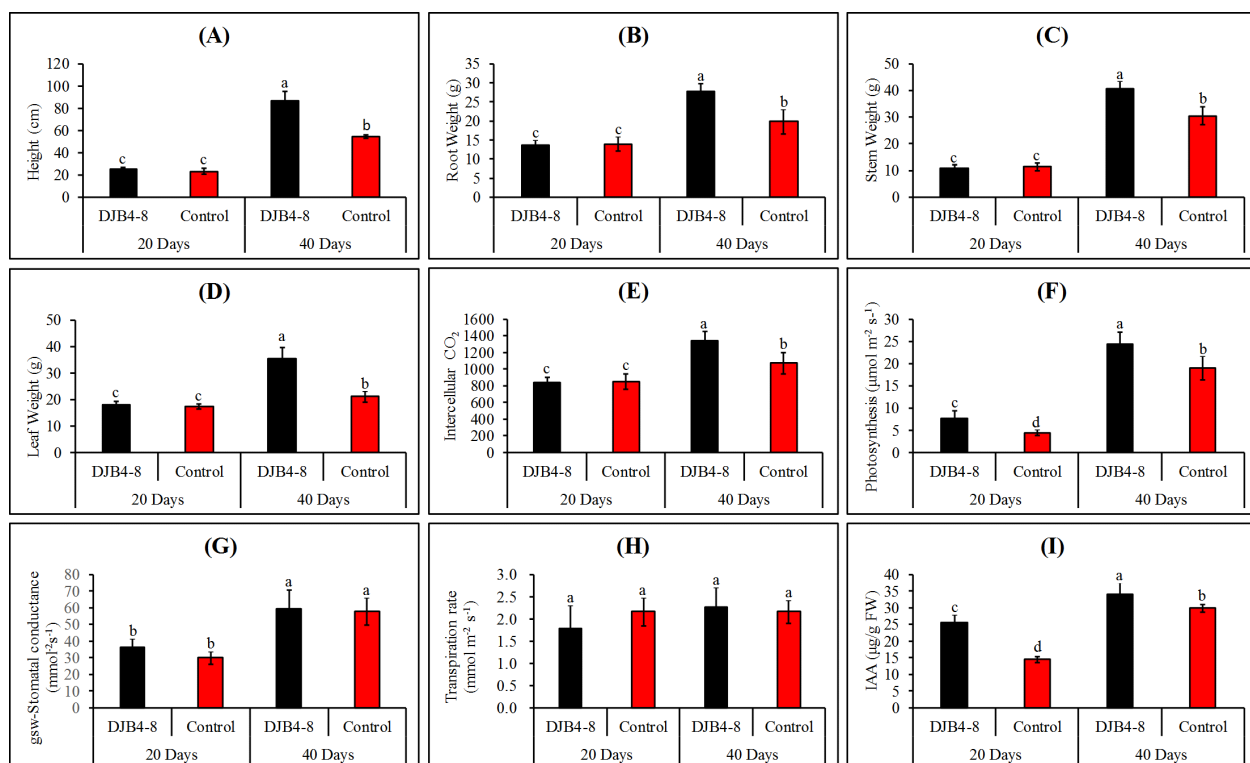 (A)
Height (cm)
120
100
80
60
40
20
0
c
c
a
b
DJB4-8 Control DJB4-8 Control
20 Days 40 Days
(B)
Root Weight (g)
35
30
25
20
15
10
5
0
c
c
a
b
DJB4-8 Control DJB4-8 Control
20 Days 40 Days
(C)
Stem Weight (g)
50
40
30
20
10
0
c
c
a
b
DJB4-8 Control DJB4-8 Control
20 Days 40 Days
(D)
Leaf Weight (g)
50
40
30
20
10
0
c
c
a
b
DJB4-8 Control DJB4-8 Control
20 Days 40 Days
(E)
Intercellular CO₂
1600
1400
1200
1000
800
600
400
200
0
c
c
a
b
DJB4-8 Control DJB4-8 Control
20 Days 40 Days
(F)
Photosynthesis (µmol m⁻² s⁻¹)
30
25
20
15
10
5
0
c
d
a
b
DJB4-8 Control DJB4-8 Control
20 Days 40 Days
(G)
gsw-Stomatal conductance
(mmol⁻²s⁻¹)
80
70
60
50
40
30
20
10
0
b
b
a
a
DJB4-8 Control DJB4-8 Control
20 Days 40 Days
(H)
Transpiration rate
(mmol m⁻² s⁻¹)
3.0
2.5
2.0
1.5
1.0
0.5
0.0
a
a
a
a
DJB4-8 Control DJB4-8 Control
20 Days 40 Days
(I)
IAA (µg/g FW)
40
35
30
25
20
15
10
5
0
c
d
a
b
DJB4-8 Control DJB4-8 Control
20 Days 40 Days